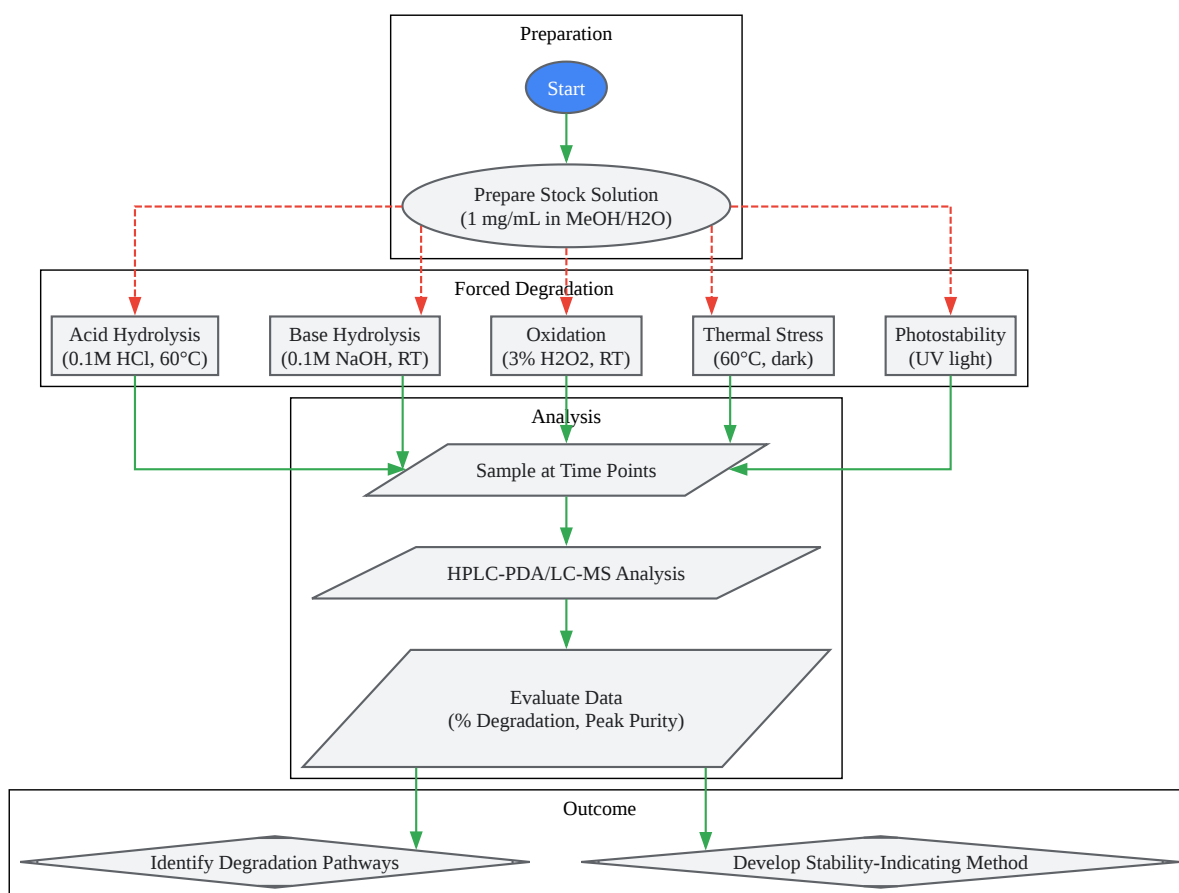 Preparation
Start
Prepare Stock Solution
(1 mg/mL in MeOH/H2O)
Forced Degradation
Acid Hydrolysis
(0.1M HCl, 60°C)
Base Hydrolysis
(0.1M NaOH, RT)
Oxidation
(3% H2O2, RT)
Thermal Stress
(60°C, dark)
Photostability
(UV light)
Analysis
Sample at Time Points
HPLC-PDA/LC-MS Analysis
Evaluate Data
(% Degradation, Peak Purity)
Outcome
Identify Degradation Pathways
Develop Stability-Indicating Method